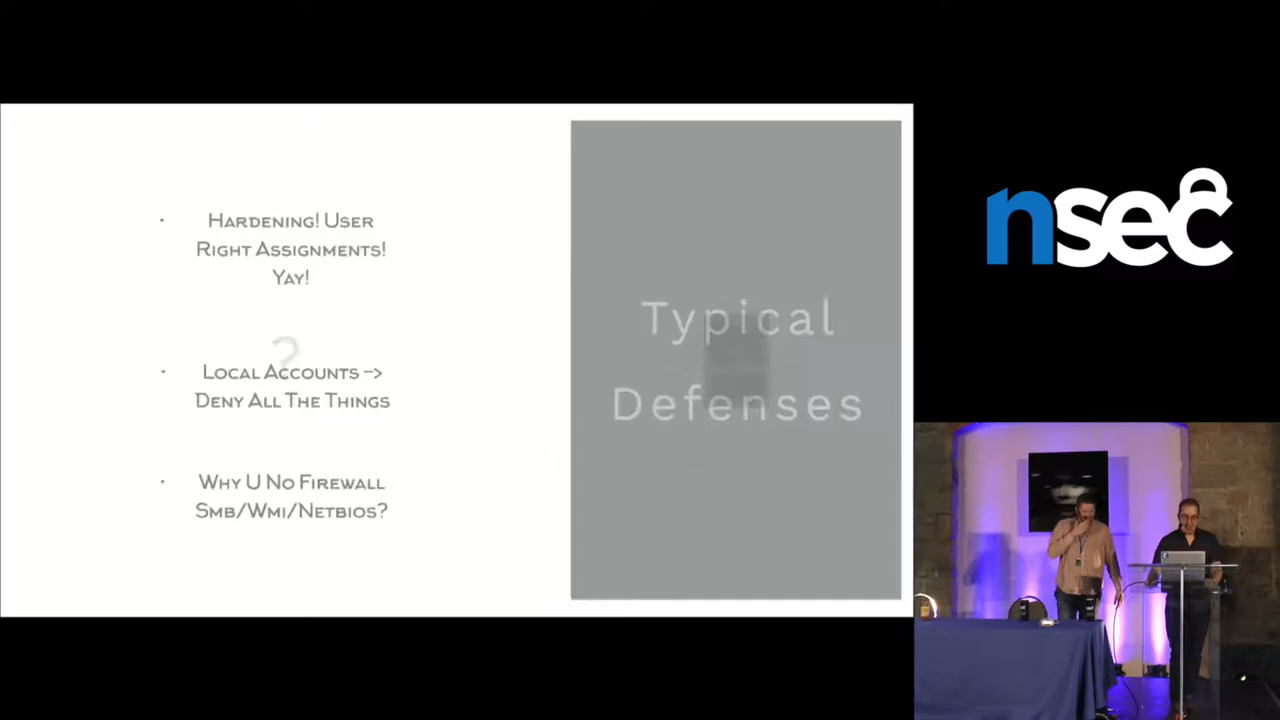 Hardening! User
Right Assignments!
Yay!
?
Local Accounts ->
Deny All The Things
Why U No Firewall
Smb/Wmi/Netbios?
Typical
Defenses
nsec